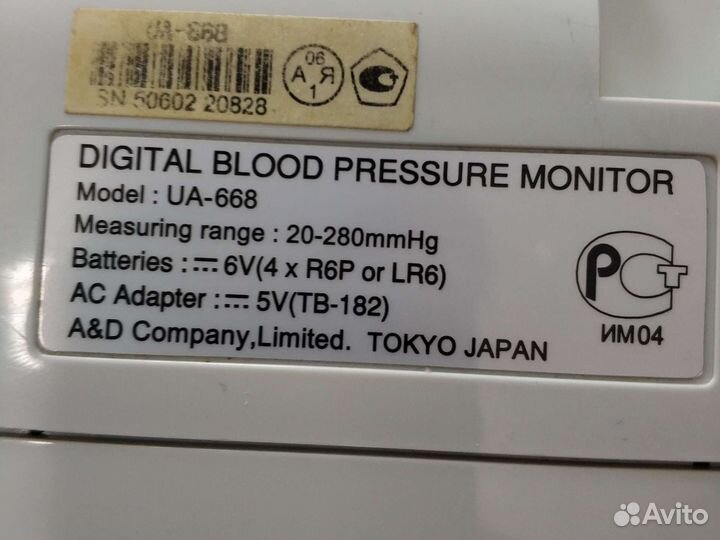 UA-668
SN 50602 20828
06
А Я
1
DIGITAL BLOOD PRESSURE MONITOR
Model : UA-668
Measuring range : 20-280mmHg
Batteries : ⎓ 6V(4 x R6P or LR6)
AC Adapter : ⎓ 5V(TB-182)
A&D Company,Limited. TOKYO JAPAN
РСТ
ИМ04
Avito